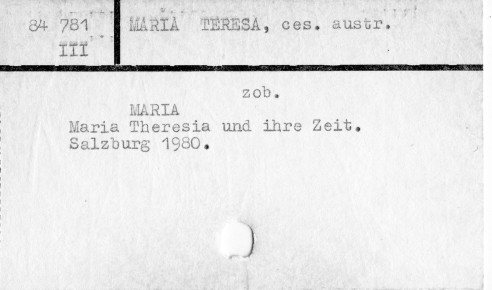 84 781 MARIA TERESA, ces. austr.
III
zob.
MARIA
Maria Theresia und ihre Zeit.
Salzburg 1980.